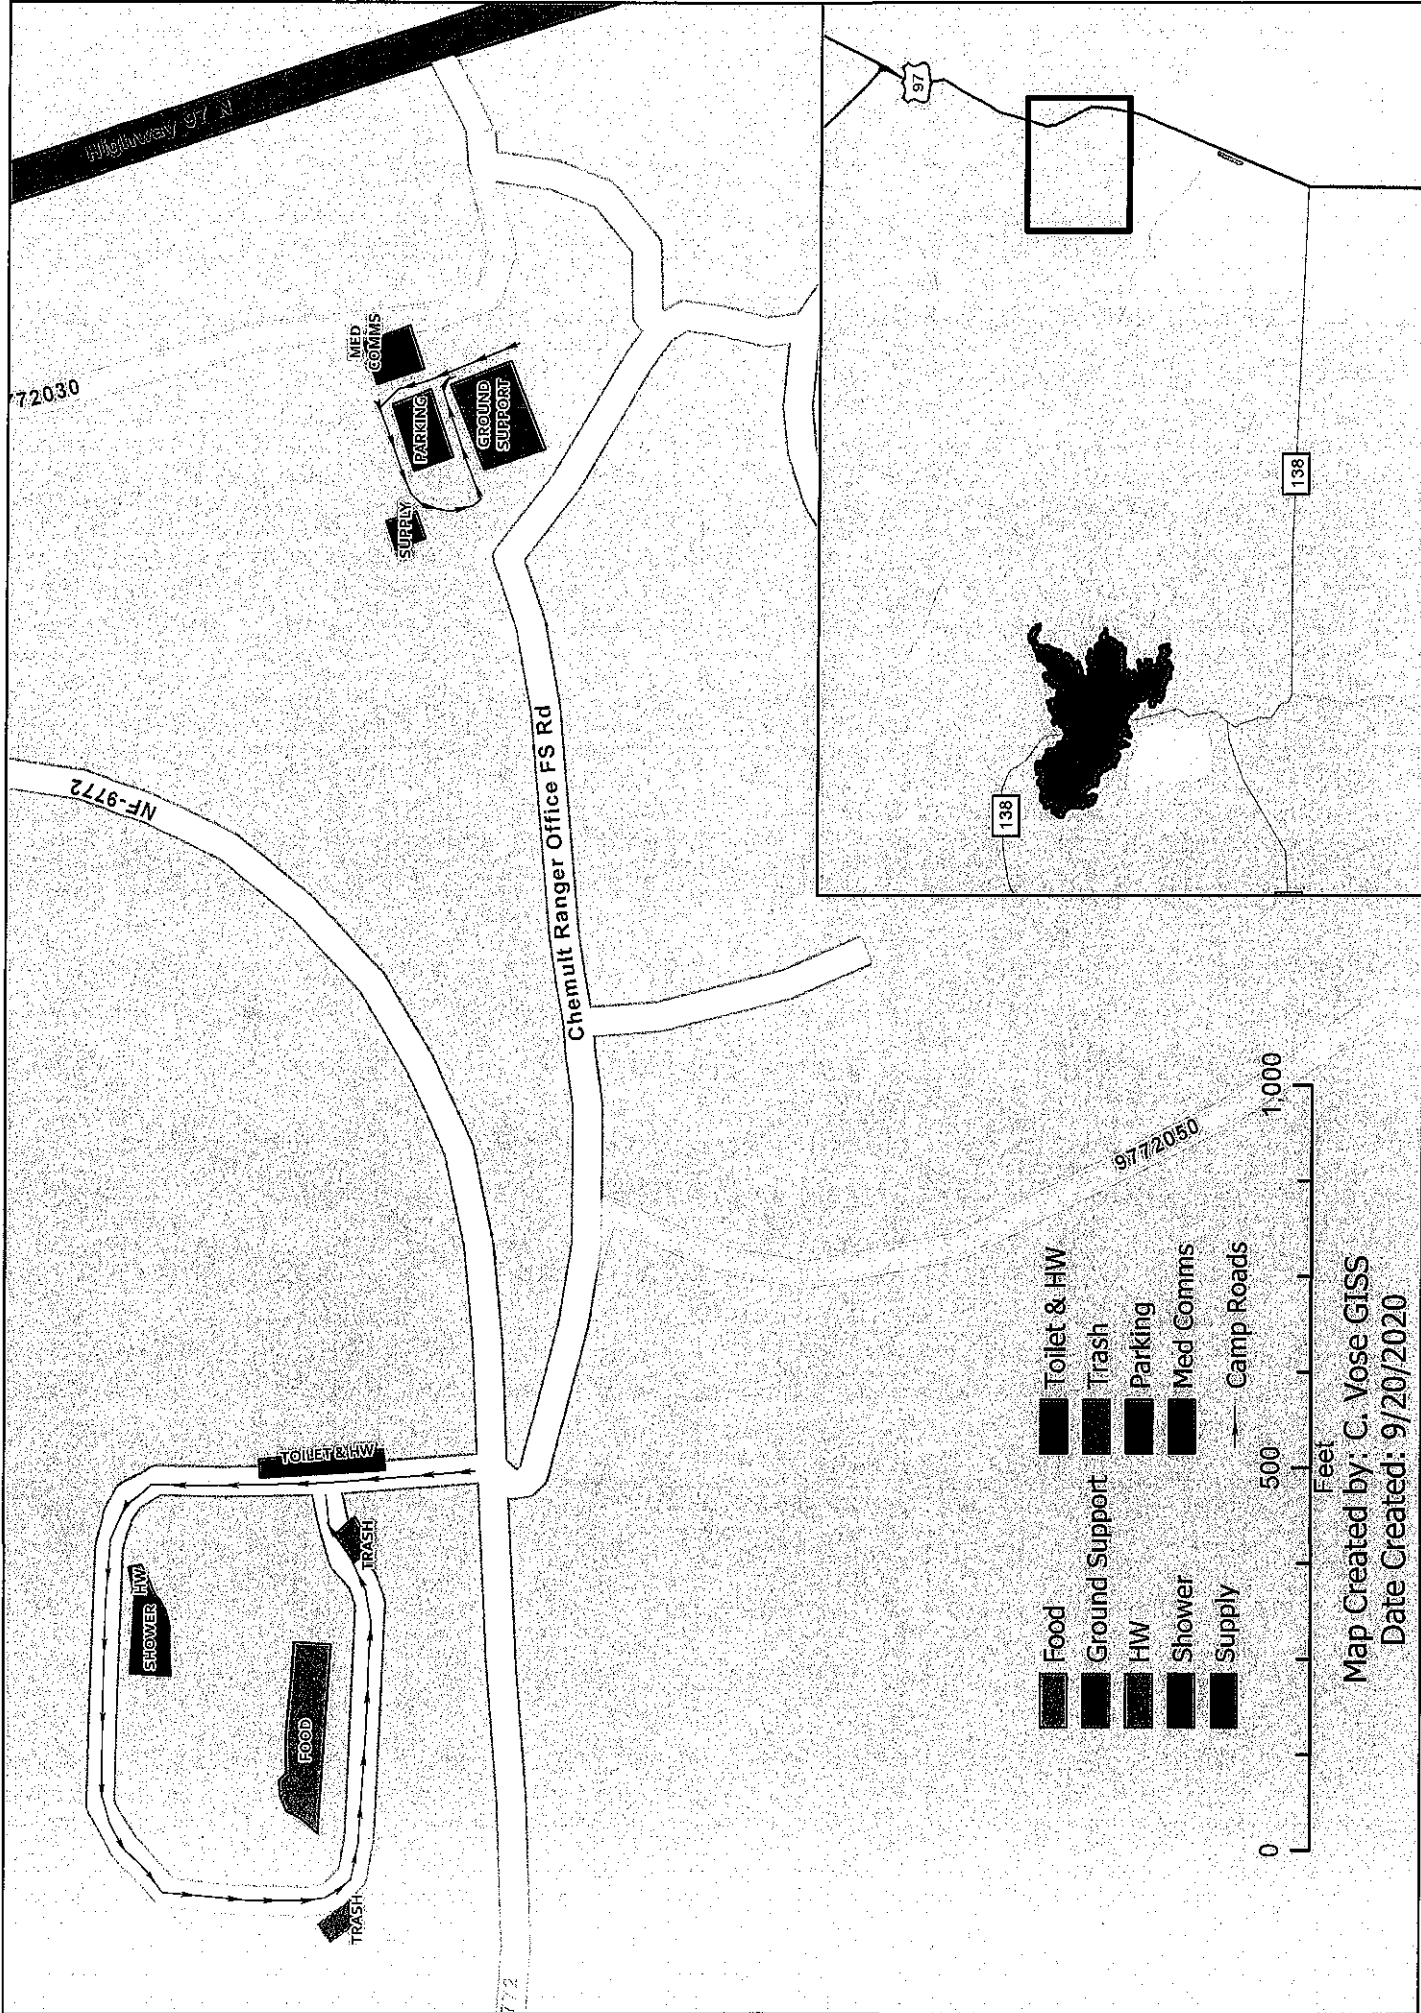 Highway 97 N
772030
MED
COMMS
PARKING
GROUND
SUPPORT
SUPPLY
NF-9772
Chemult Ranger Office FS Rd
TOILET & HW
TRASH
HW
SHOWER
FOOD
TRASH
772
9772050
97
138
138
Food
Ground Support
HW
Shower
Supply
Toilet & HW
Trash
Parking
Med Comms
Camp Roads
0
500
1,000
Feet
Map Created by: C. Vose GISS
Date Created: 9/20/2020